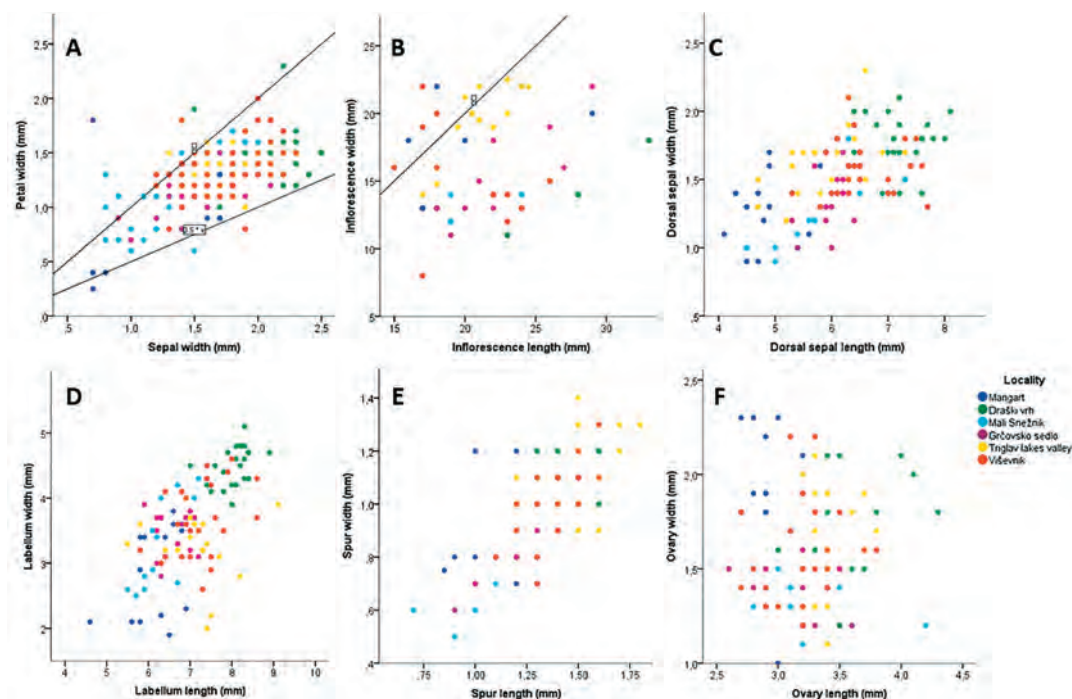 A
Petal width (mm)
2,5
2,0
1,5
1,0
,5
,0
,5 1,0 1,5 2,0 2,5
Sepal width (mm)
B
Inflorescence width (mm)
25
20
15
10
5
15 20 25 30
Inflorescence length (mm)
C
Dorsal sepal width (mm)
2,5
2,0
1,5
1,0
,5
4 5 6 7 8
Dorsal sepal length (mm)
D
Labellum width (mm)
5
4
3
2
4 5 6 7 8 9 10
Labellum length (mm)
E
Spur width (mm)
1,4
1,2
1,0
,8
,6
,4
,75 1,00 1,25 1,50 1,75
Spur length (mm)
F
Ovary width (mm)
2,5
2,0
1,5
1,0
2,5 3,0 3,5 4,0 4,5
Ovary length (mm)
Locality
Mangart
Draški vrh
Mali Snežnik
Grčovsko sedlo
Triglav lakes valley
Viševnik